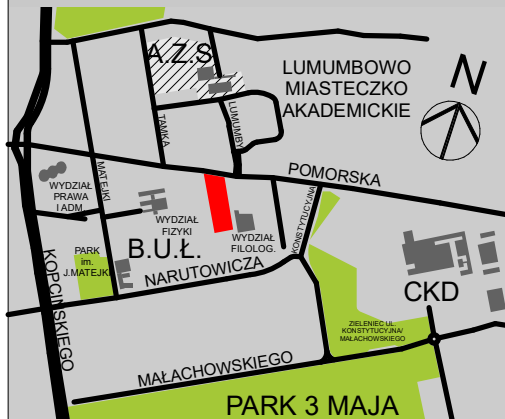 A.Z.S
LUMUMBOWO
MIASTECZKO
AKADEMICKIE
N
TAMKA
LUMUMBY
MATEJKI
POMORSKA
WYDZIAŁ
PRAWA
I ADM
WYDZIAŁ
FIZYKI
WYDZIAŁ
FILOLOG.
KONSTYTUCYJNA
B.U.Ł.
PARK
im.
J.MATEJKI
NARUTOWICZA
KOPCIŃSKIEGO
CKD
ZIELENIEC UL.
KONSTYTUCYJNA/
MAŁACHOWSKIEGO
MAŁACHOWSKIEGO
PARK 3 MAJA